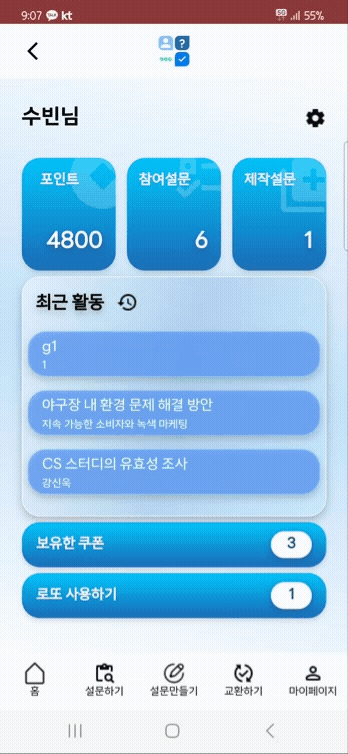 9:07 TALK kt 5G 55%
?
수빈님
포인트 참여설문 제작설문
4800 6 1
최근 활동
g1
1
야구장 내 환경 문제 해결 방안
지속 가능한 소비자와 녹색 마케팅
CS 스터디의 유효성 조사
강신욱
보유한 쿠폰 3
로또 사용하기 1
홈 설문하기 설문만들기 교환하기 마이페이지